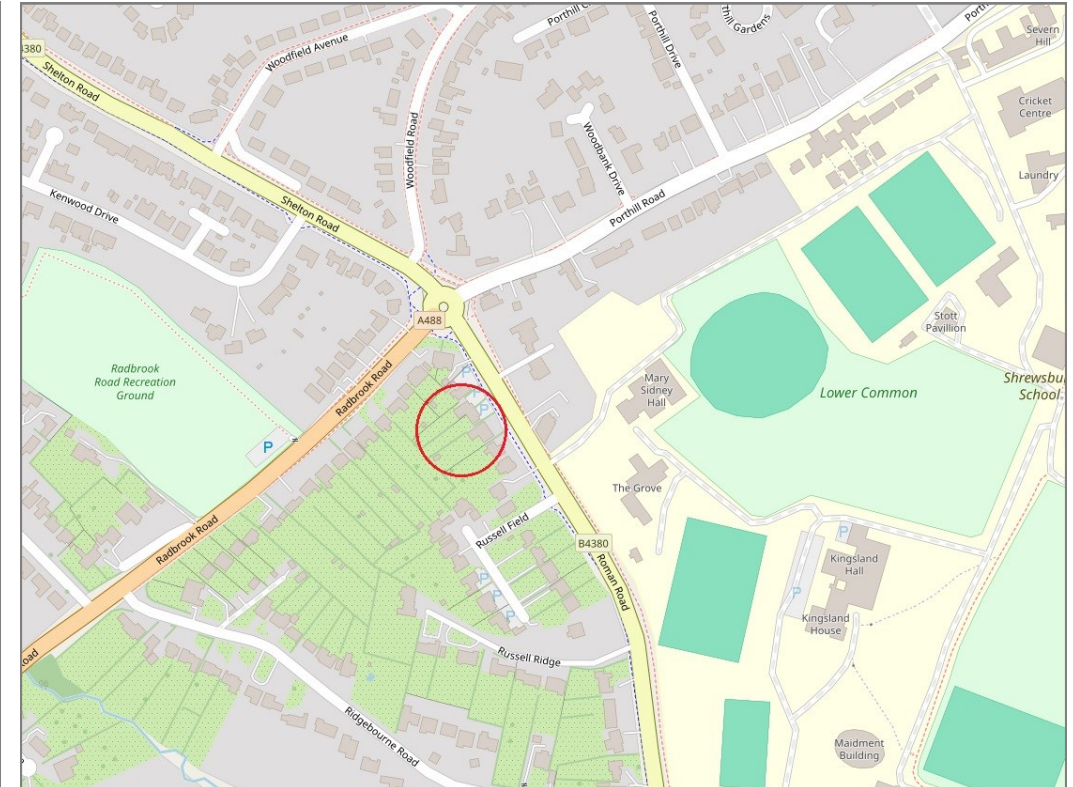 Porthill
thill Gardens
Porthill Drive
Severn
Hill
4380
Woodfield Avenue
Shelton Road
Cricket
Centre
Woodfield Road
Woodbank Drive
Laundry
Kenwood Drive
Shelton Road
Porthill Road
A488
Stott
Pavillion
Radbrook
Road Recreation
Ground
Radbrook Road
P
P
P
Mary
Sidney
Hall
Lower Common
Shrewsbu
School
P
The Grove
Radbrook Road
Russell Field
B4380
Roman Road
P
P
Kingsland
Hall
P
P
P
Kingsland
House
Road
Russell Ridge
Ridgebourne Road
Maidment
Building